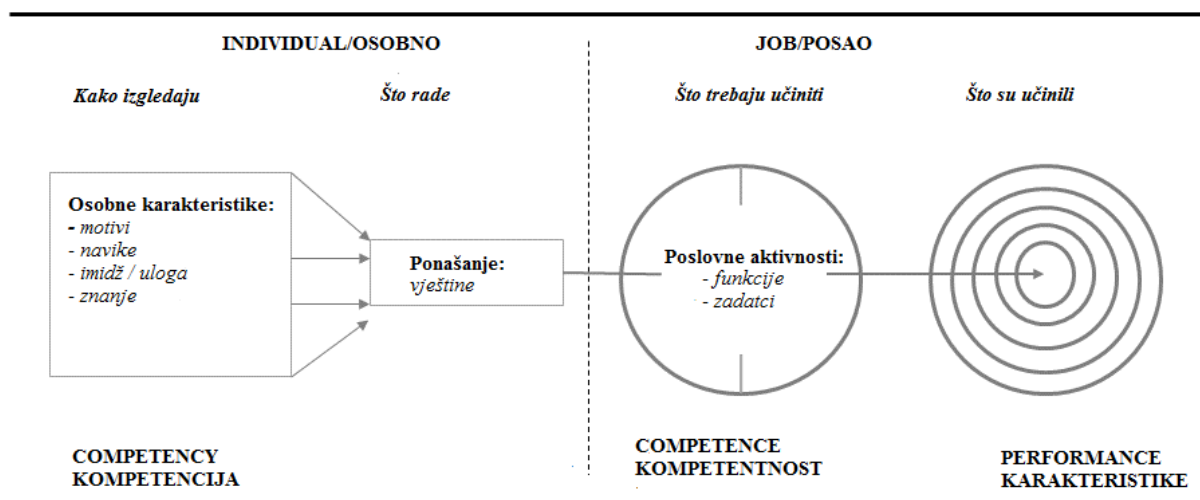 INDIVIDUAL/OSOBNO
JOB/POSAO
Kako izgledaju
Što rade
Što trebaju učiniti
Što su učinili
Osobne karakteristike:
- motivi
- navike
- imidž / uloga
- znanje
Ponašanje:
vještine
Poslovne aktivnosti:
- funkcije
- zadatci
COMPETENCY
KOMPETENCIJA
COMPETENCE
KOMPETENTNOST
PERFORMANCE
KARAKTERISTIKE